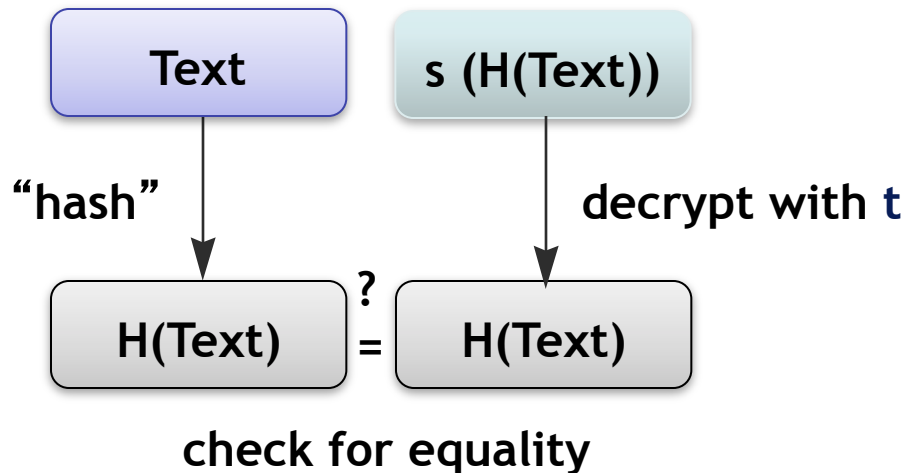 Text
s (H(Text))
“hash”
decrypt with t
?
H(Text)
=
H(Text)
check for equality